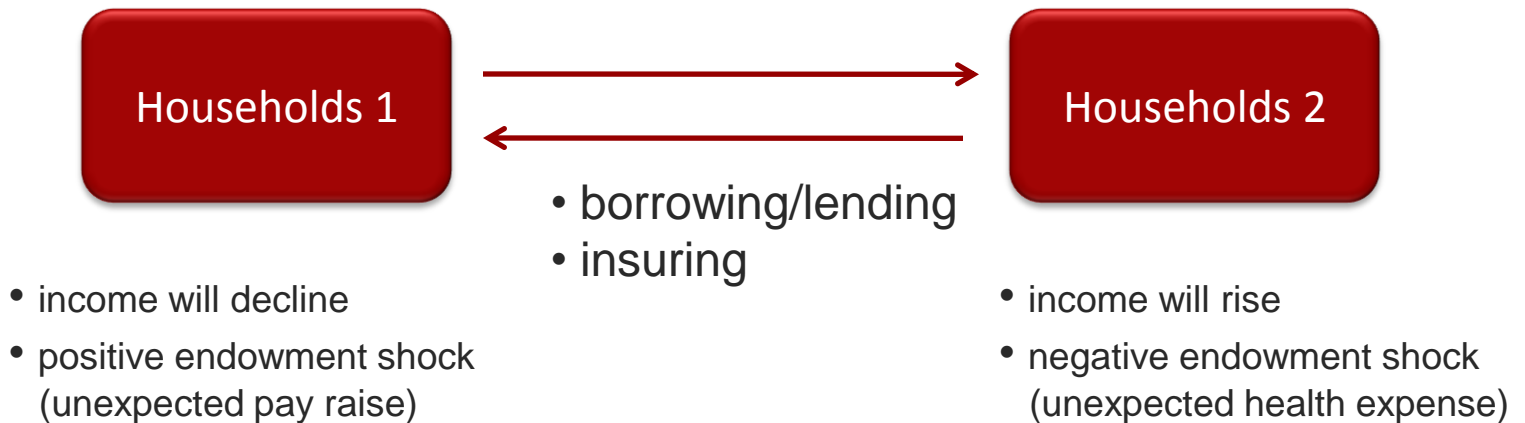 Households 1
Households 2
• borrowing/lending
• insuring
• income will decline
• positive endowment shock
(unexpected pay raise)
• income will rise
• negative endowment shock
(unexpected health expense)